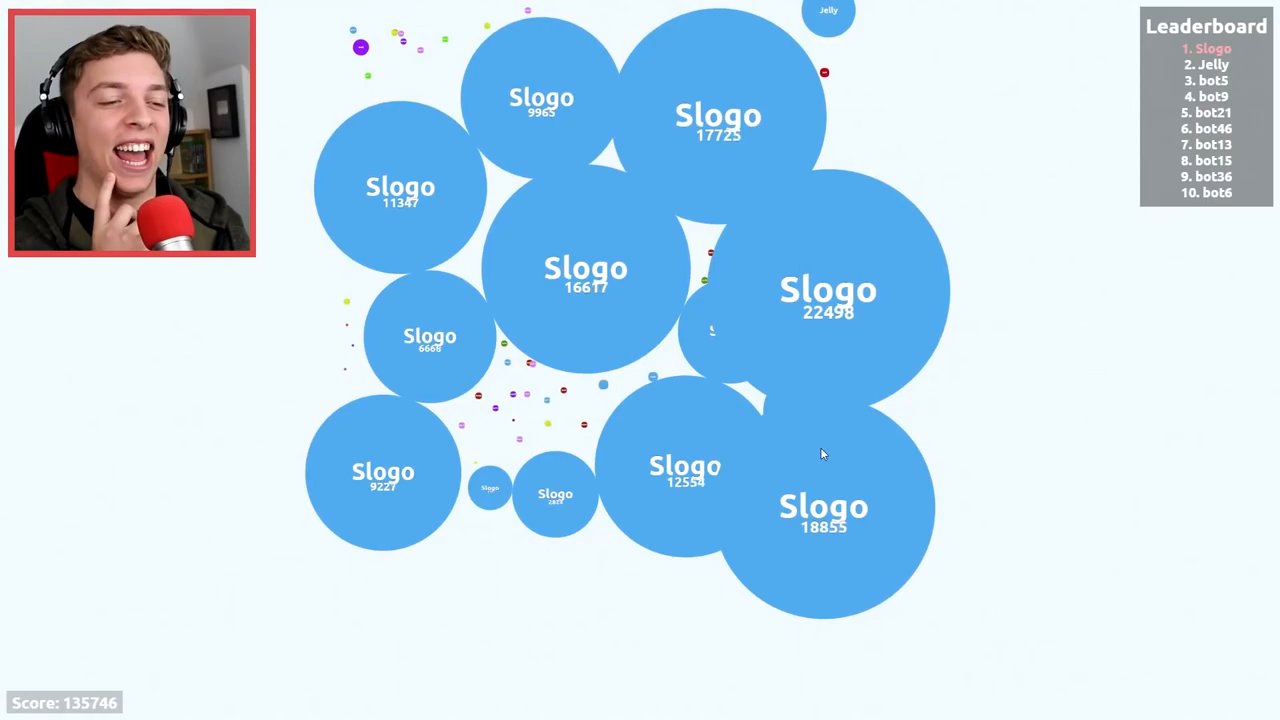 Jelly
Leaderboard
1. Slogo
2. Jelly
3. bot5
4. bot9
5. bot21
6. bot46
7. bot13
8. bot15
9. bot36
10. bot6
Slogo
9965
Slogo
17725
Slogo
11347
Slogo
16617
Slogo
22498
Slogo
6668
Slogo
12554
Slogo
9227
Slogo
Slogo
Slogo
18855
Score: 135746